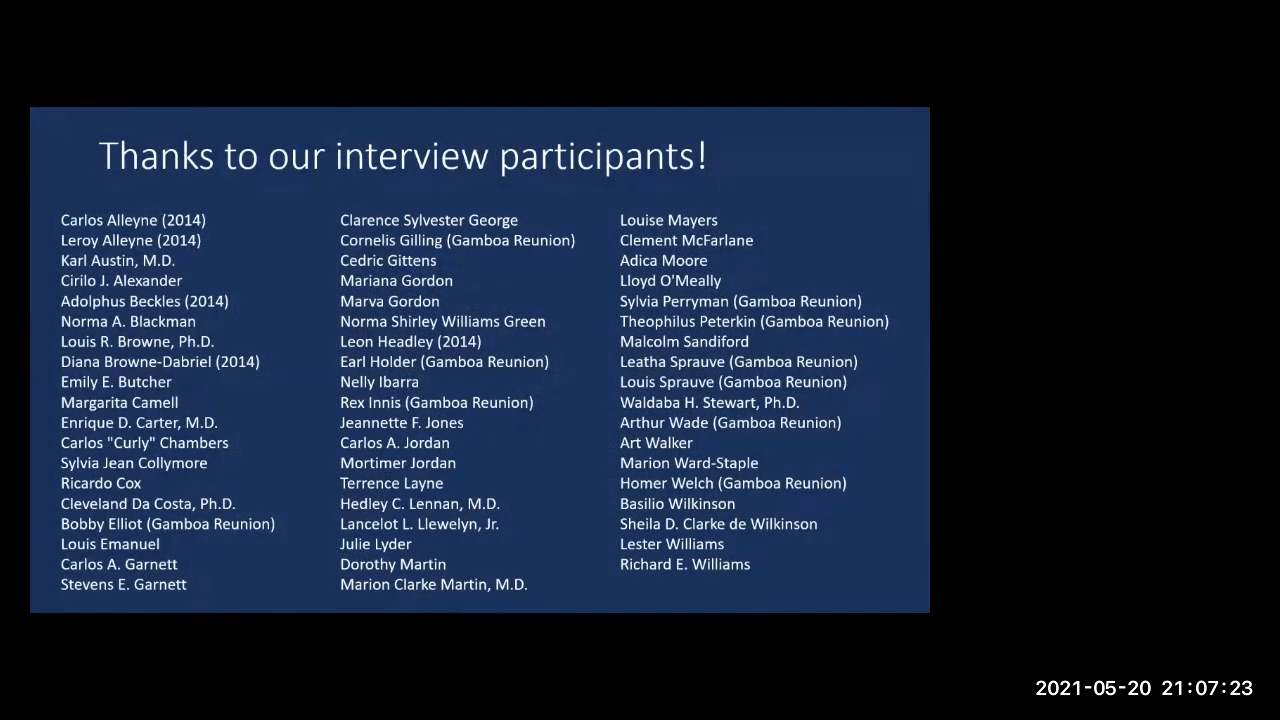 Thanks to our interview participants!
Carlos Alleyne (2014)
Leroy Alleyne (2014)
Karl Austin, M.D.
Cirilo J. Alexander
Adolphus Beckles (2014)
Norma A. Blackman
Louis R. Browne, Ph.D.
Diana Browne-Dabriel (2014)
Emily E. Butcher
Margarita Camell
Enrique D. Carter, M.D.
Carlos "Curly" Chambers
Sylvia Jean Collymore
Ricardo Cox
Cleveland Da Costa, Ph.D.
Bobby Elliot (Gamboa Reunion)
Louis Emanuel
Carlos A. Garnett
Stevens E. Garnett
Clarence Sylvester George
Cornelis Gilling (Gamboa Reunion)
Cedric Gittens
Mariana Gordon
Marva Gordon
Norma Shirley Williams Green
Leon Headley (2014)
Earl Holder (Gamboa Reunion)
Nelly Ibarra
Rex Innis (Gamboa Reunion)
Jeannette F. Jones
Carlos A. Jordan
Mortimer Jordan
Terrence Layne
Hedley C. Lennan, M.D.
Lancelot L. Llewelyn, Jr.
Julie Lyder
Dorothy Martin
Marion Clarke Martin, M.D.
Louise Mayers
Clement McFarlane
Adica Moore
Lloyd O'Meally
Sylvia Perryman (Gamboa Reunion)
Theophilus Peterkin (Gamboa Reunion)
Malcolm Sandiford
Leatha Sprauve (Gamboa Reunion)
Louis Sprauve (Gamboa Reunion)
Waldaba H. Stewart, Ph.D.
Arthur Wade (Gamboa Reunion)
Art Walker
Marion Ward-Staple
Homer Welch (Gamboa Reunion)
Basilio Wilkinson
Sheila D. Clarke de Wilkinson
Lester Williams
Richard E. Williams
2021-05-20 21:07:23